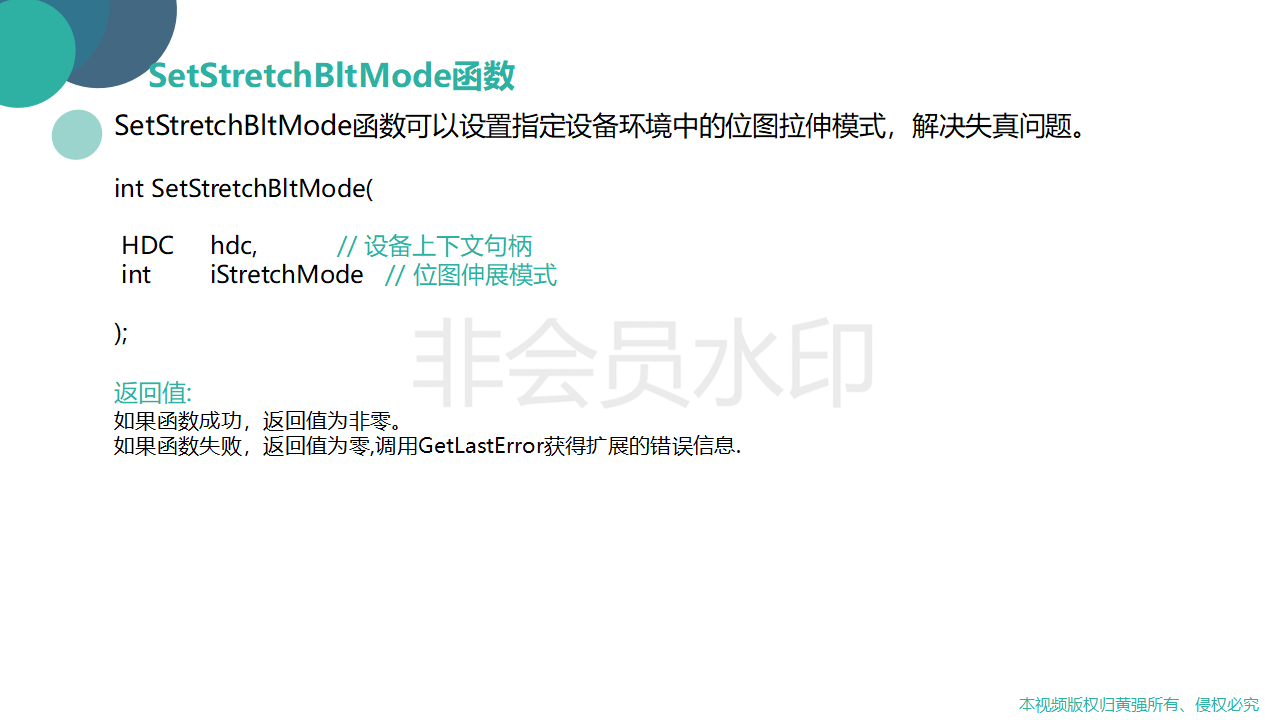 SetStretchBltMode函数
SetStretchBltMode函数可以设置指定设备环境中的位图拉伸模式，解决失真问题。
int SetStretchBltMode(
HDC hdc, // 设备上下文句柄
int iStretchMode // 位图伸展模式
);
非会员水印
返回值:
如果函数成功，返回值为非零。
如果函数失败，返回值为零,调用GetLastError获得扩展的错误信息.
本视频版权归黄强所有、侵权必究